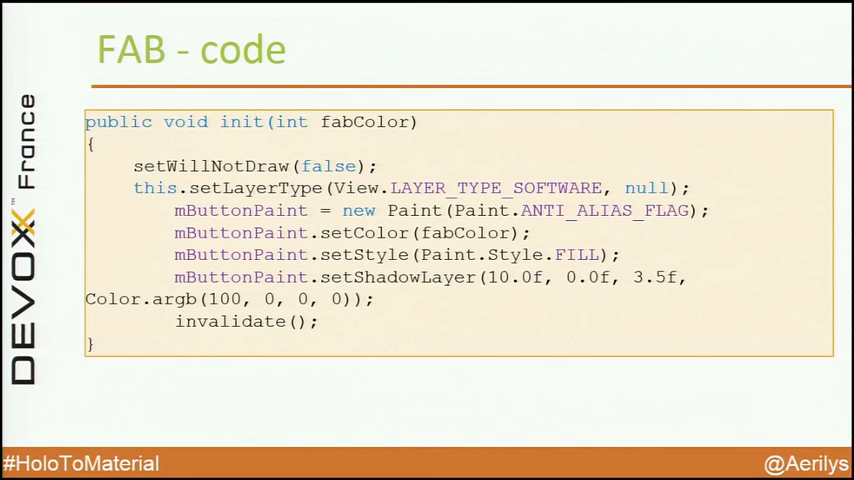 FAB - code
public void init(int fabColor)
{
setWillNotDraw(false);
this.setLayerType(View.LAYER_TYPE_SOFTWARE, null);
mButtonPaint = new Paint(Paint.ANTI_ALIAS_FLAG);
mButtonPaint.setColor(fabColor);
mButtonPaint.setStyle(Paint.Style.FILL);
mButtonPaint.setShadowLayer(10.0f, 0.0f, 3.5f,
Color.argb(100, 0, 0, 0));
invalidate();
}
DEVOXX™ France
#HoloToMaterial
@Aerilys